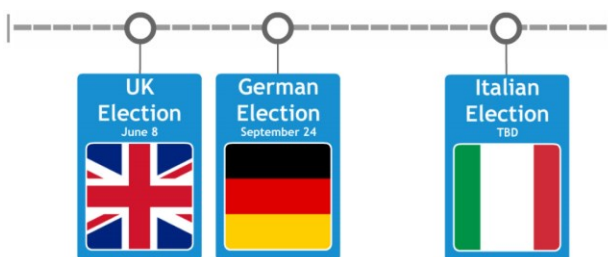 UK
Election
June 8
German
Election
September 24
Italian
Election
TBD